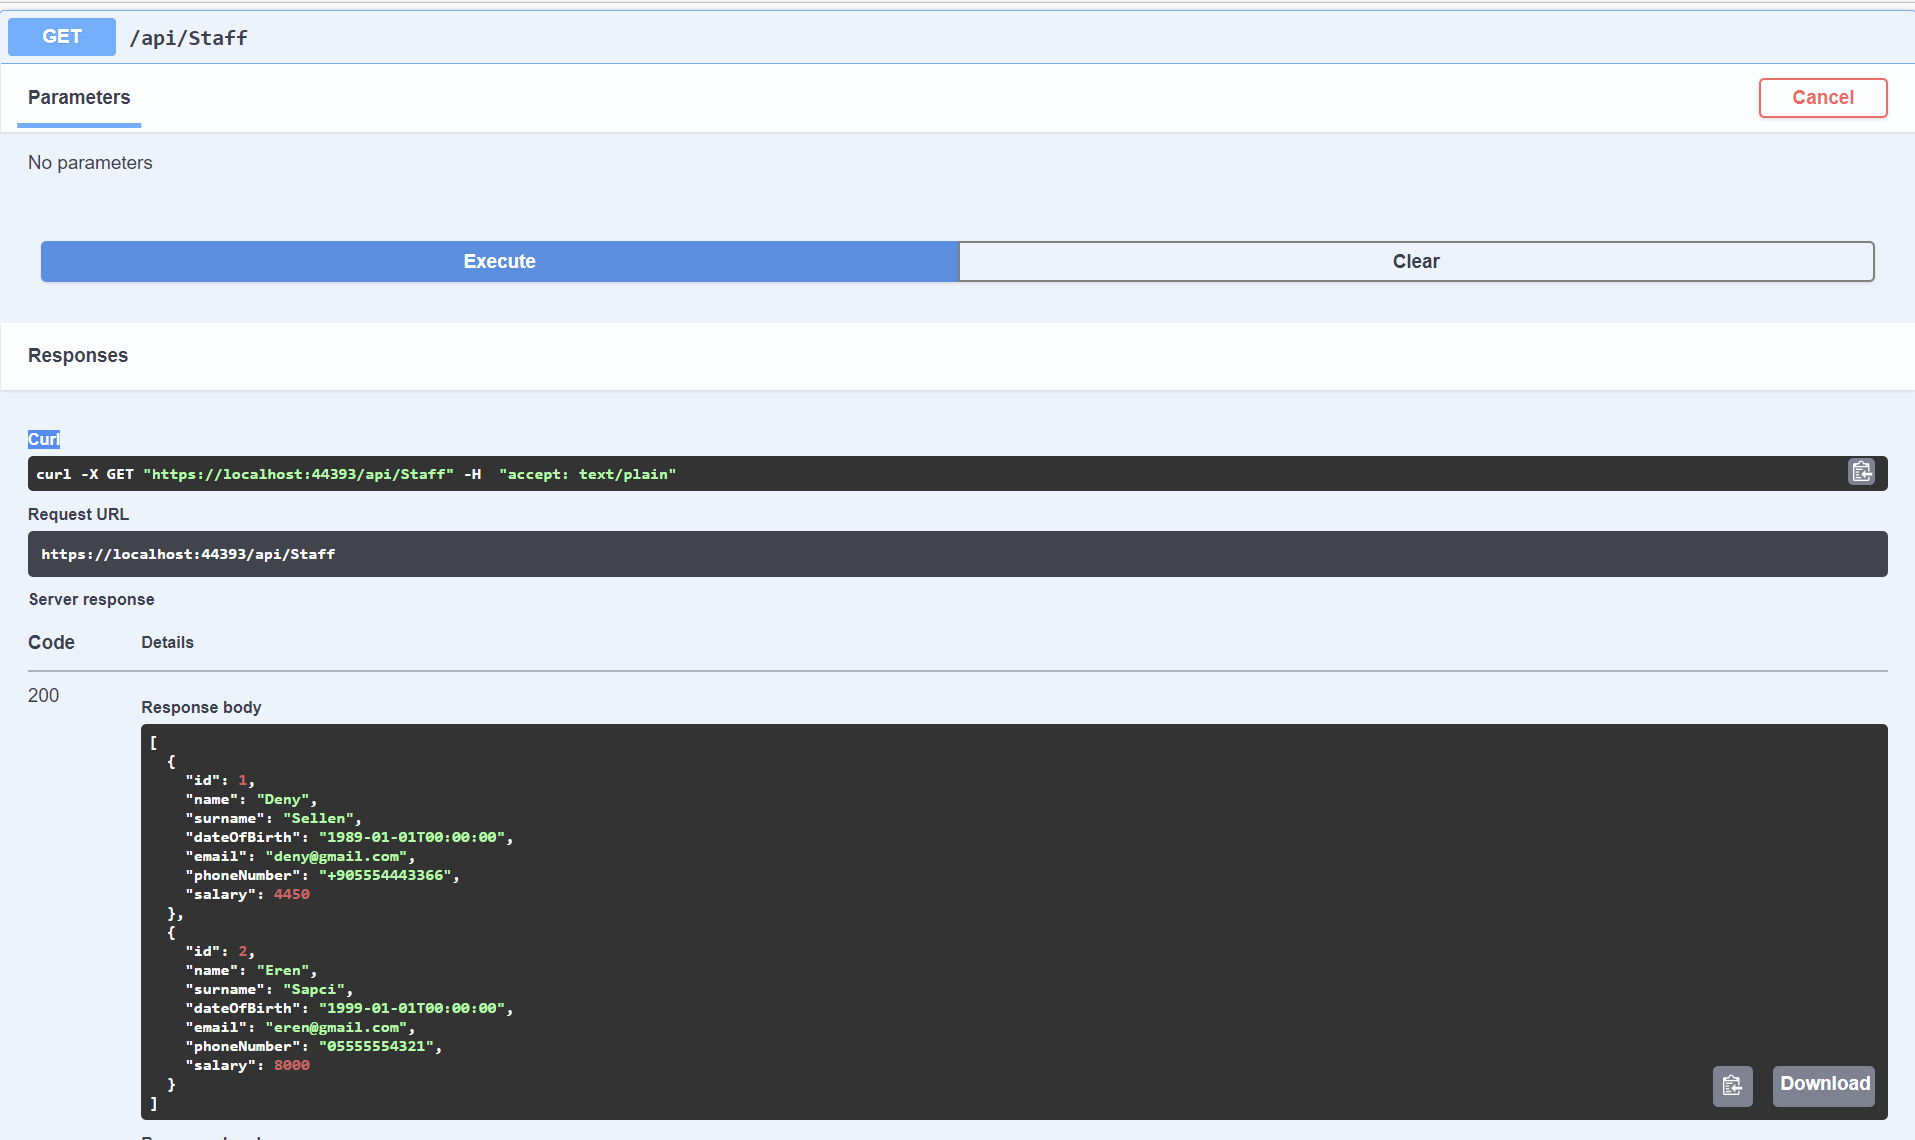 GET /api/Staff
Parameters
Cancel
No parameters
Execute
Clear
Responses
Curl
curl -X GET "https://localhost:44393/api/Staff" -H  "accept: text/plain"
Request URL
https://localhost:44393/api/Staff
Server response
Code Details
200
Response body
[
  {
    "id": 1,
    "name": "Deny",
    "surname": "Sellen",
    "dateOfBirth": "1989-01-01T00:00:00",
    "email": "deny@gmail.com",
    "phoneNumber": "+905554443366",
    "salary": 4450
  },
  {
    "id": 2,
    "name": "Eren",
    "surname": "Sapci",
    "dateOfBirth": "1999-01-01T00:00:00",
    "email": "eren@gmail.com",
    "phoneNumber": "05555554321",
    "salary": 8000
  }
]
Download